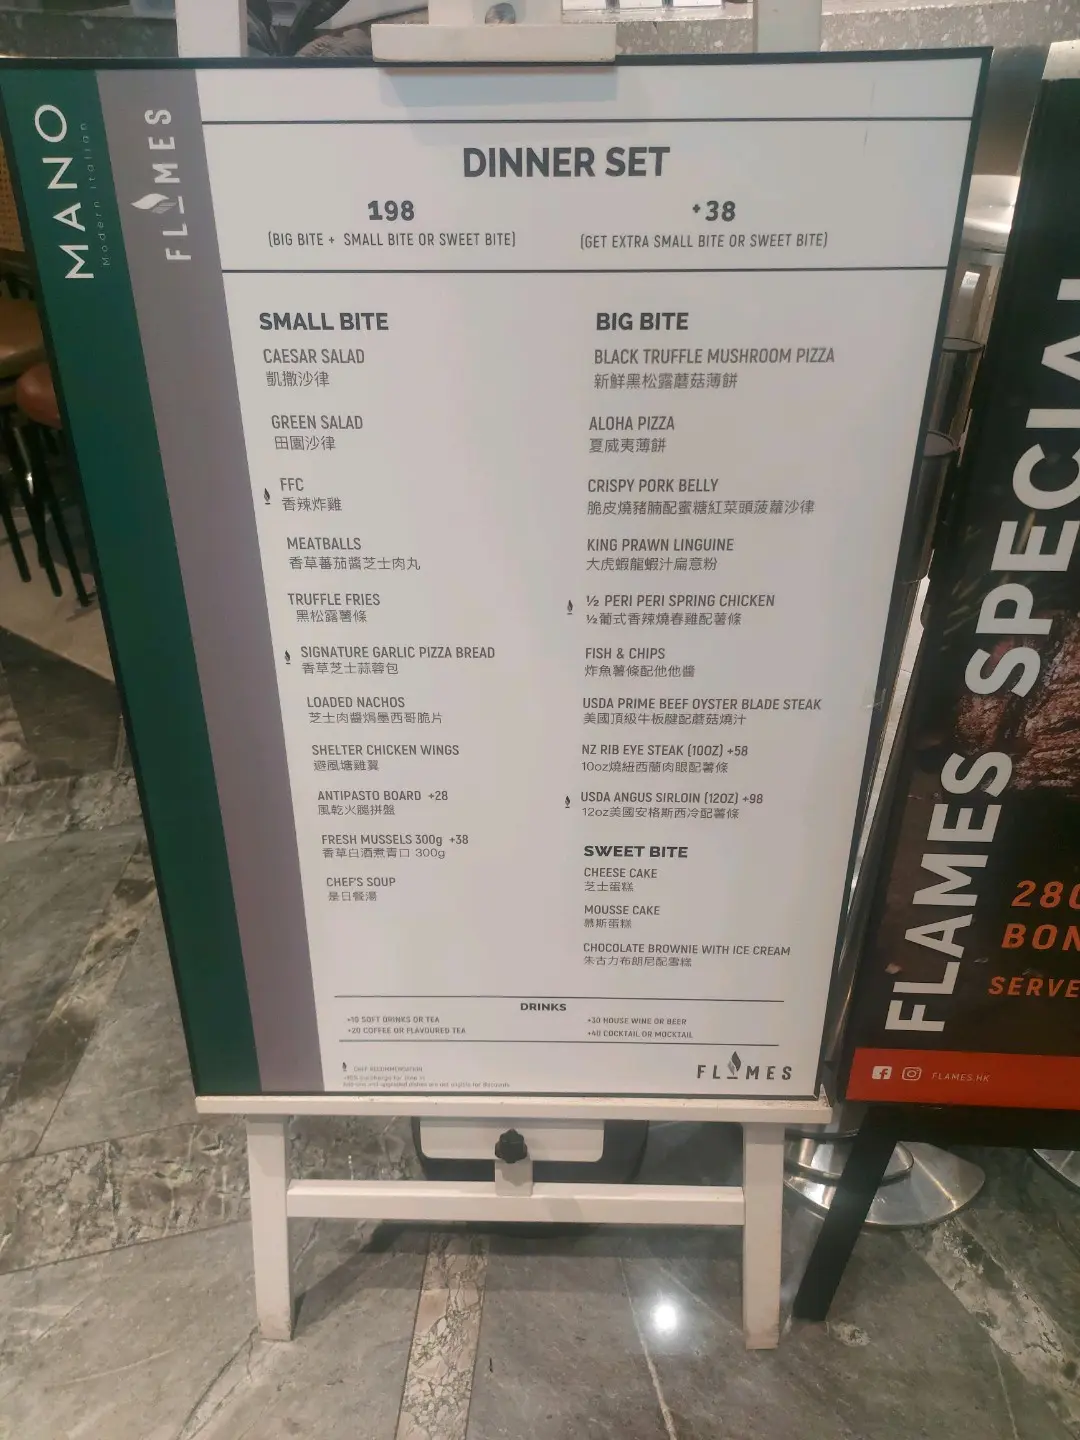 MANO
Modern Italian
FLAMES
DINNER SET
198
(BIG BITE + SMALL BITE OR SWEET BITE)
+38
(GET EXTRA SMALL BITE OR SWEET BITE)
SMALL BITE
CAESAR SALAD
凱撒沙律
GREEN SALAD
田園沙律
FFC
香辣炸雞
MEATBALLS
香草蕃茄醬芝士肉丸
TRUFFLE FRIES
黑松露薯條
SIGNATURE GARLIC PIZZA BREAD
香草芝士蒜蓉包
LOADED NACHOS
芝士肉醬焗墨西哥脆片
SHELTER CHICKEN WINGS
避風塘雞翼
ANTIPASTO BOARD +28
風乾火腿拼盤
FRESH MUSSELS 300g +38
香草白酒煮青口 300g
CHEF'S SOUP
是日餐湯
BIG BITE
BLACK TRUFFLE MUSHROOM PIZZA
新鮮黑松露蘑菇薄餅
ALOHA PIZZA
夏威夷薄餅
CRISPY PORK BELLY
脆皮燒豬腩配蜜糖紅菜頭菠蘿沙律
KING PRAWN LINGUINE
大虎蝦龍蝦汁扁意粉
½ PERI PERI SPRING CHICKEN
½葡式香辣燒春雞配薯條
FISH & CHIPS
炸魚薯條配他他醬
USDA PRIME BEEF OYSTER BLADE STEAK
美國頂級牛板腱配蘑菇燒汁
NZ RIB EYE STEAK (10OZ) +58
10oz燒紐西蘭肉眼配薯條
USDA ANGUS SIRLOIN (12OZ) +98
12oz美國安格斯西冷配薯條
SWEET BITE
CHEESE CAKE
芝士蛋糕
MOUSSE CAKE
慕斯蛋糕
CHOCOLATE BROWNIE WITH ICE CREAM
朱古力布朗尼配雪糕
DRINKS
+10 SOFT DRINKS OR TEA
+20 COFFEE OR FLAVOURED TEA
+30 HOUSE WINE OR BEER
+40 COCKTAIL OR MOCKTAIL
CHEF RECOMMENDATION
FLAMES
FLAMES SPECIAL
280
BON
SERVE
FLAMES.HK